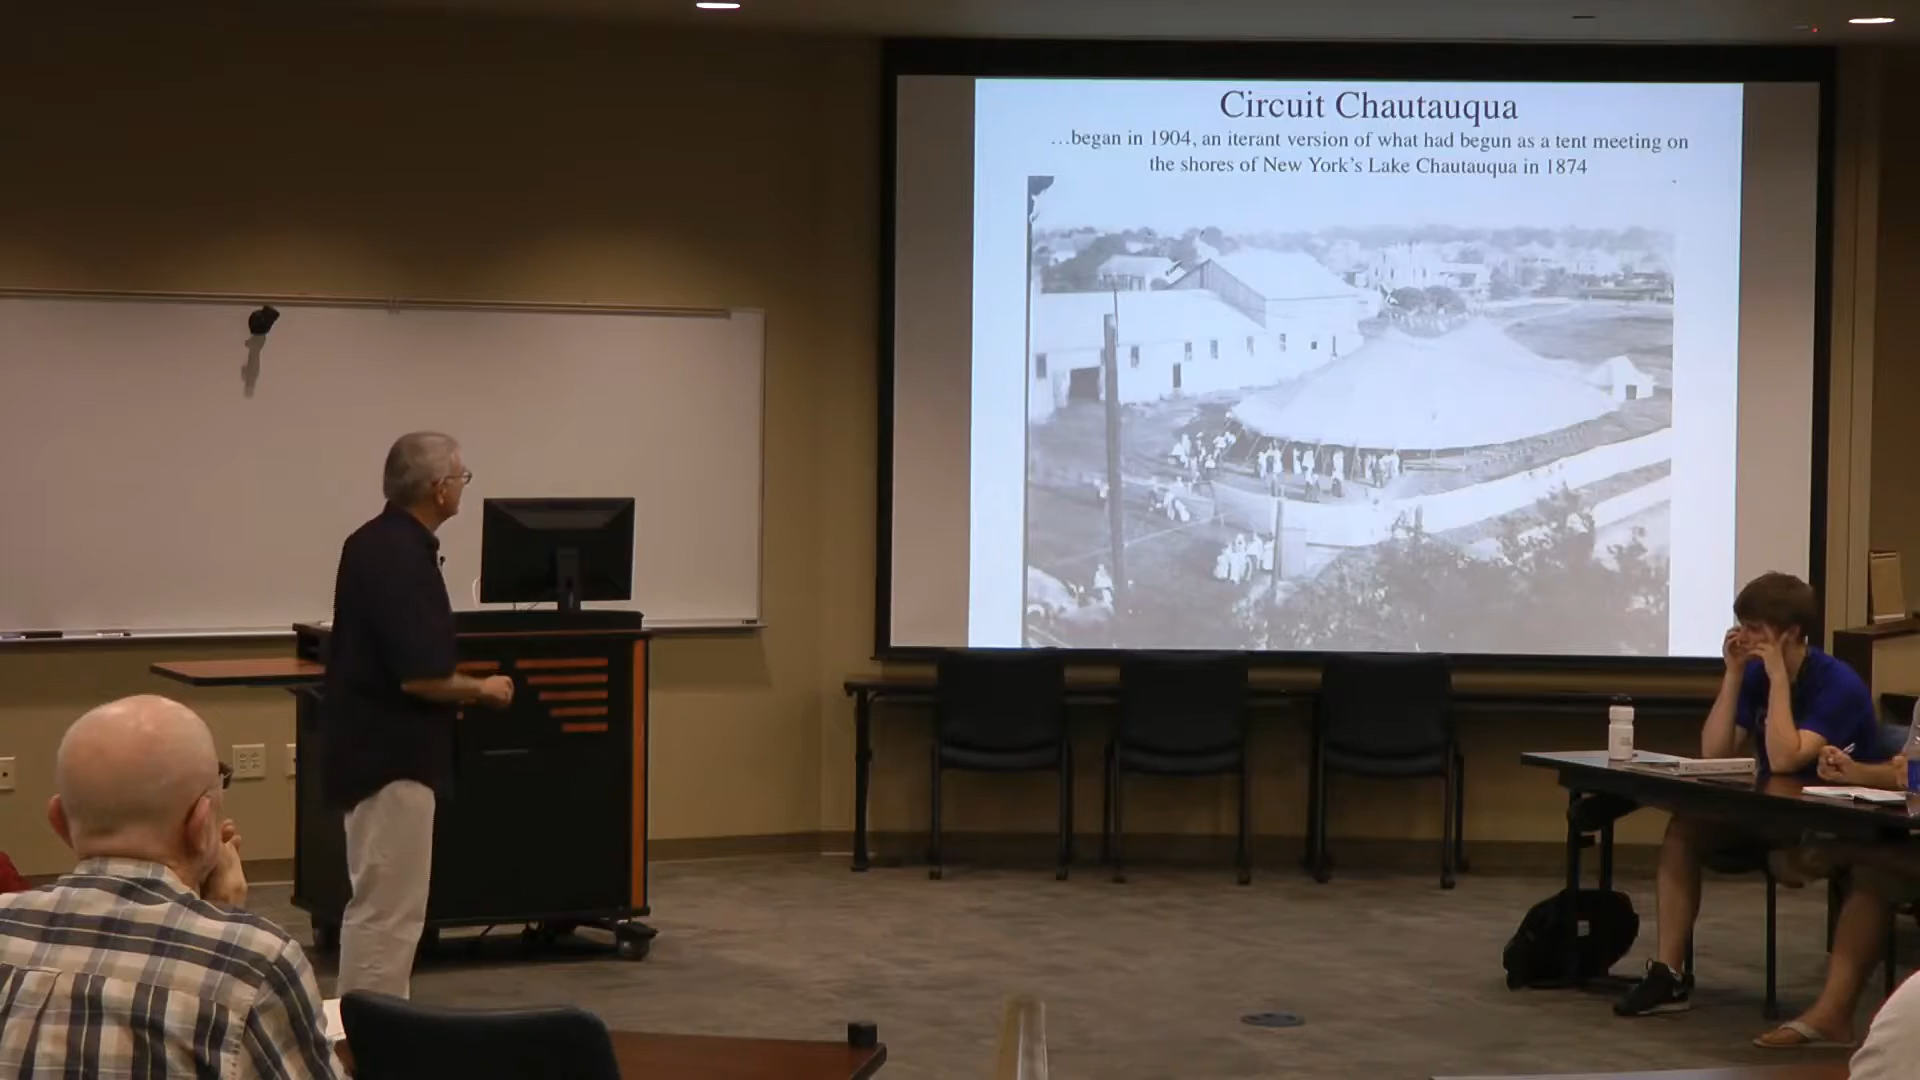 Circuit Chautauqua
…began in 1904, an iterant version of what had begun as a tent meeting on
the shores of New York's Lake Chautauqua in 1874